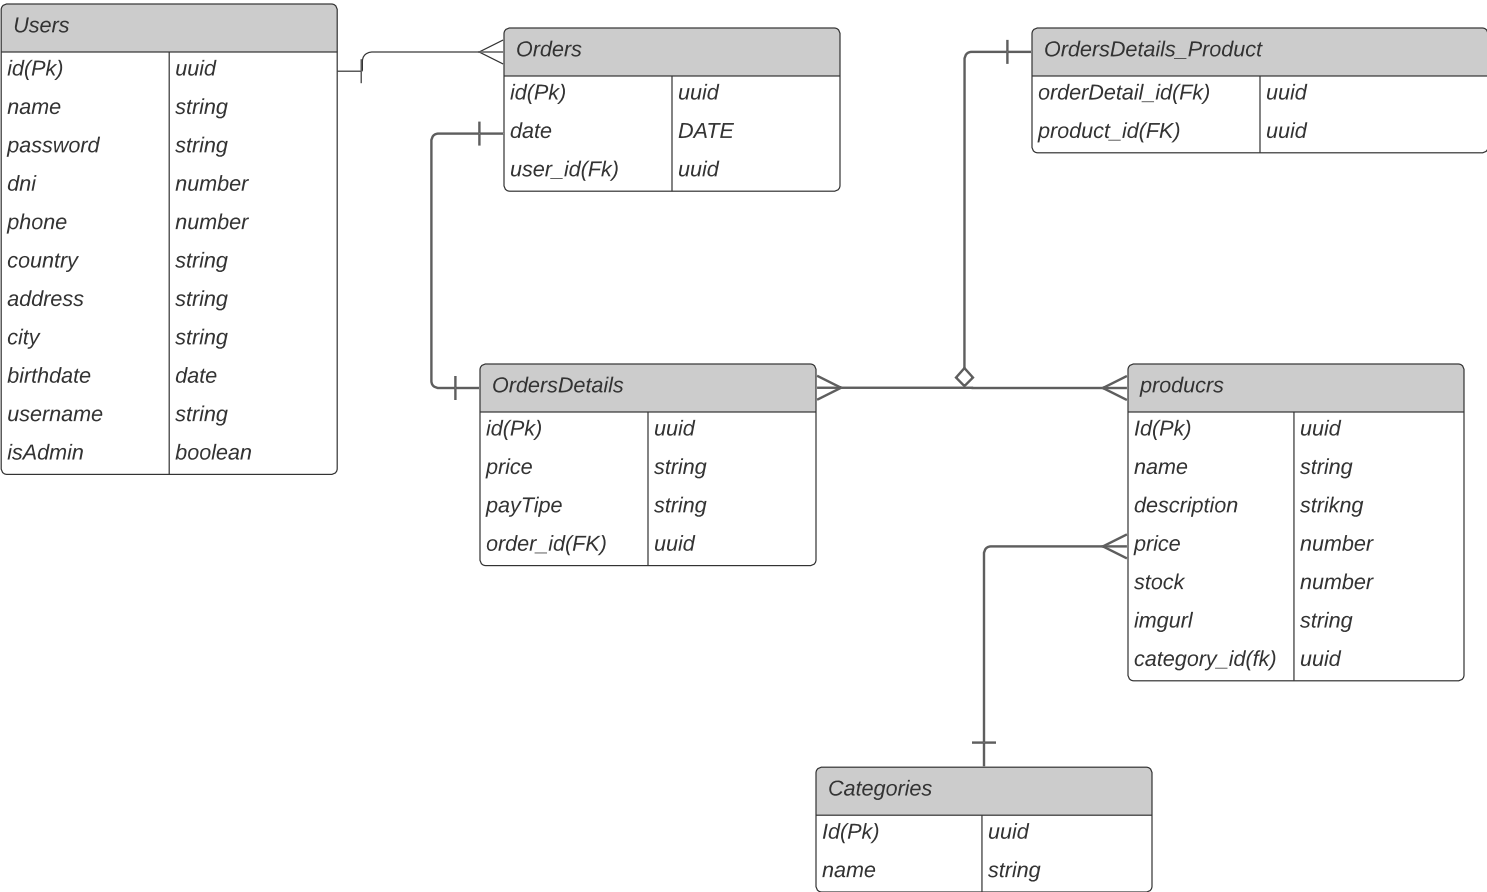 Users
id(Pk) uuid
name string
password string
dni number
phone number
country string
address string
city string
birthdate date
username string
isAdmin boolean
Orders
id(Pk) uuid
date DATE
user_id(Fk) uuid
OrdersDetails_Product
orderDetail_id(Fk) uuid
product_id(FK) uuid
OrdersDetails
id(Pk) uuid
price string
payTipe string
order_id(FK) uuid
producrs
Id(Pk) uuid
name string
description strikng
price number
stock number
imgurl string
category_id(fk) uuid
Categories
Id(Pk) uuid
name string